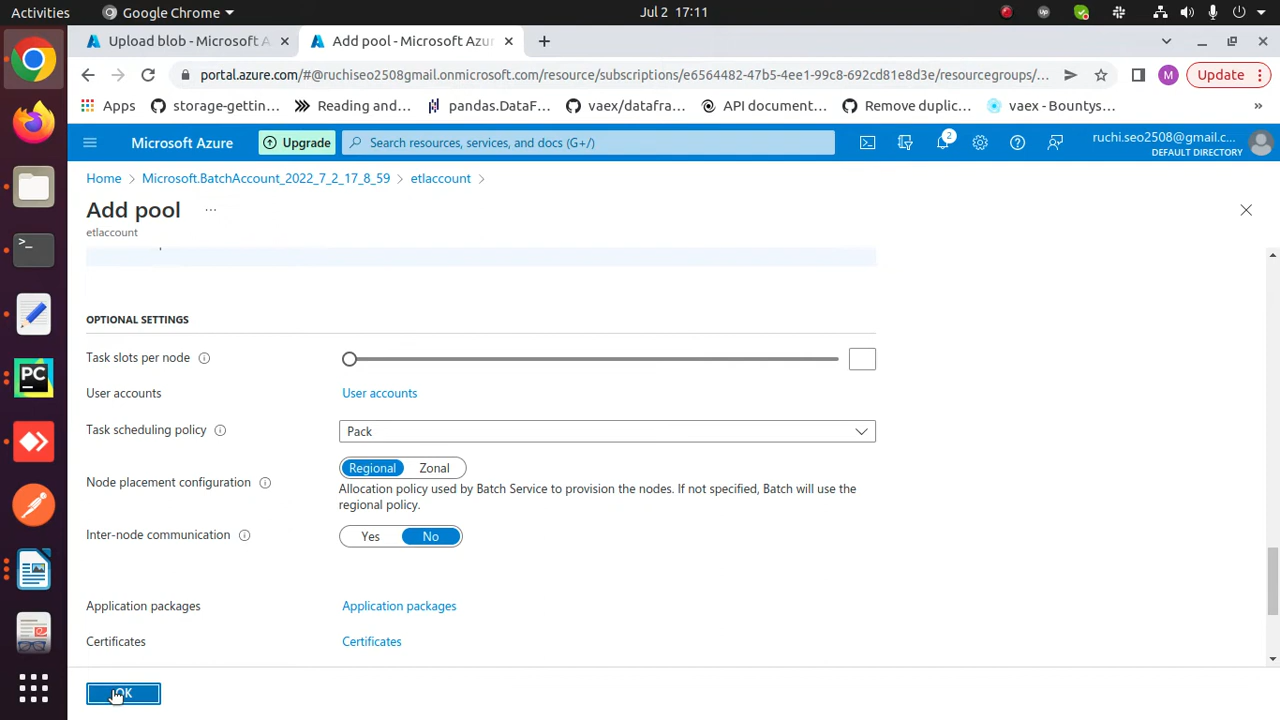 Activities
Google Chrome
Jul 2 17:11
Upload blob - Microsoft A
Add pool - Microsoft Azur
portal.azure.com/#@ruchiseo2508gmail.onmicrosoft.com/resource/subscriptions/e6564482-47b5-4ee1-99c8-692cd81e8d3e/resourcegroups/...
M
Update
Apps
storage-gettin...
Reading and...
pandas.DataF...
vaex/datafra...
API document...
Remove duplic...
vaex - Bountys...
»
Microsoft Azure
Upgrade
Search resources, services, and docs (G+/)
2
ruchi.seo2508@gmail.c...
DEFAULT DIRECTORY
Home > Microsoft.BatchAccount_2022_7_2_17_8_59 > etlaccount >
Add pool ...
etlaccount
OPTIONAL SETTINGS
Task slots per node
User accounts
User accounts
Task scheduling policy
Pack
Node placement configuration
Regional Zonal
Allocation policy used by Batch Service to provision the nodes. If not specified, Batch will use the
regional policy.
Inter-node communication
Yes No
Application packages
Application packages
Certificates
Certificates
OK
PC